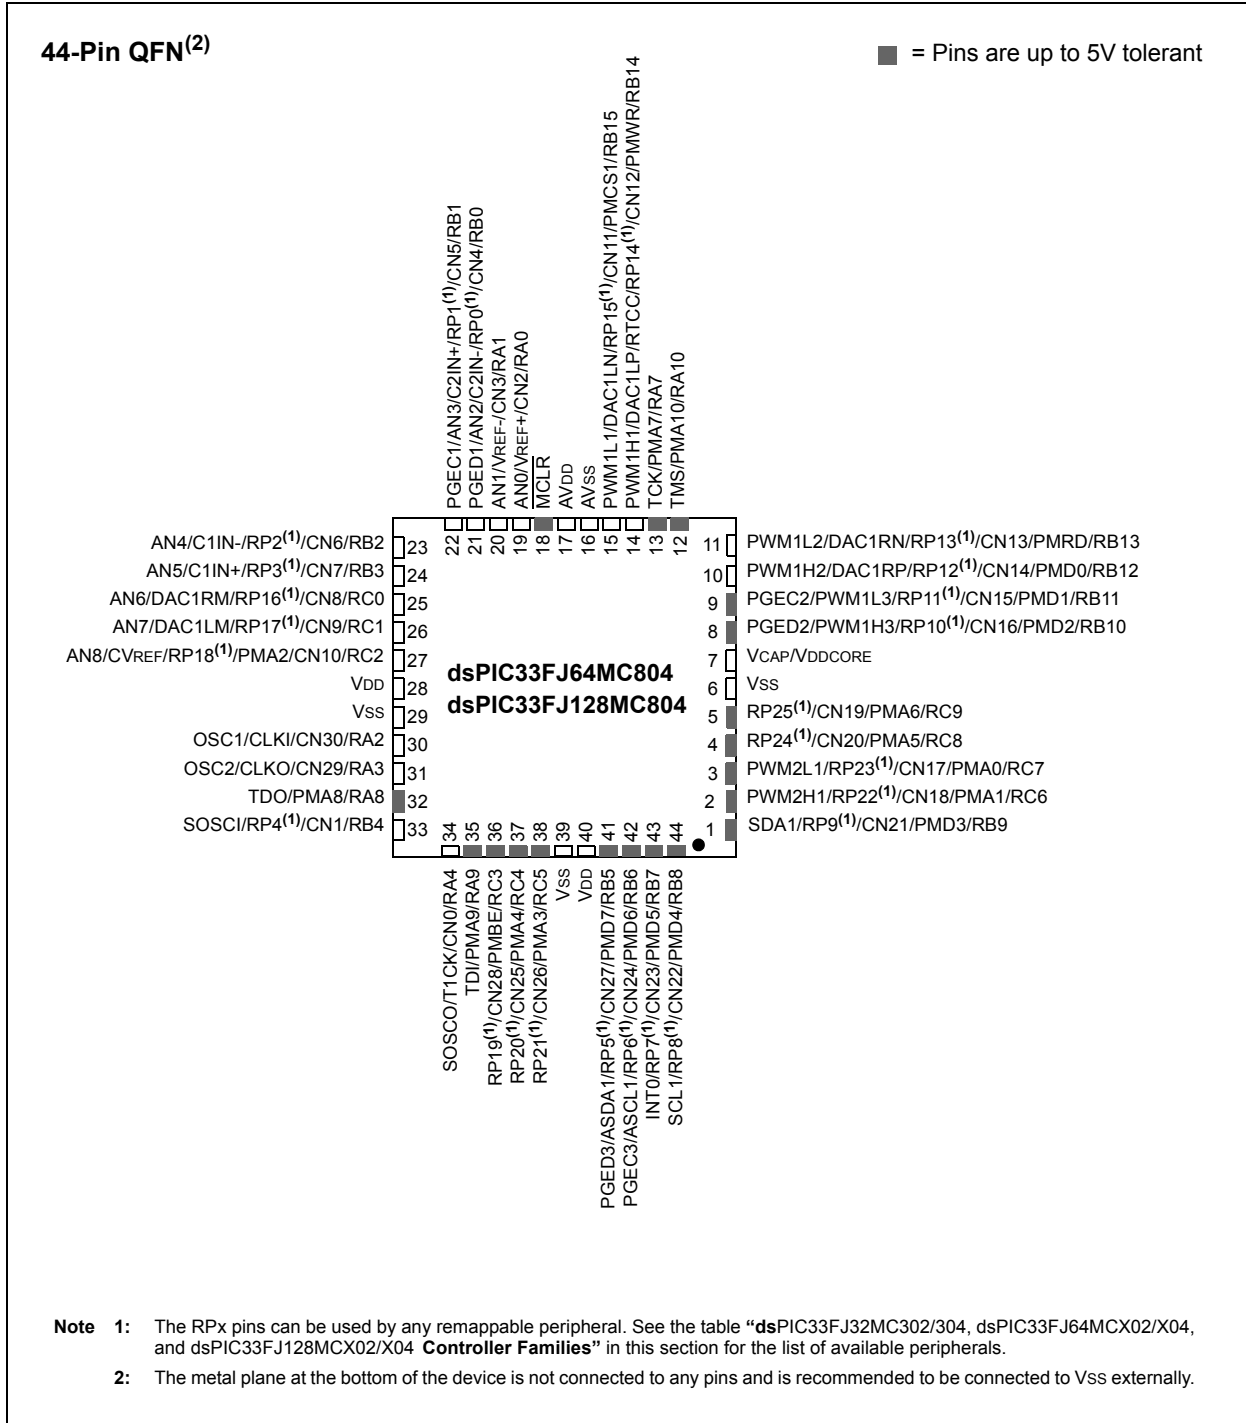 44-Pin QFN(2)
= Pins are up to 5V tolerant
PGEC1/AN3/C2IN+/RP1(1)/CN5/RB1
PGED1/AN2/C2IN-/RP0(1)/CN4/RB0
AN1/VREF-/CN3/RA1
AN0/VREF+/CN2/RA0
MCLR
AVDD
AVSS
PWM1L1/DAC1LN/RP15(1)/CN11/PMCS1/RB15
PWM1H1/DAC1LP/RTCC/RP14(1)/CN12/PMWR/RB14
TCK/PMA7/RA7
TMS/PMA10/RA10
22 21 20 19 18 17 16 15 14 13 12
AN4/C1IN-/RP2(1)/CN6/RB2 23
AN5/C1IN+/RP3(1)/CN7/RB3 24
AN6/DAC1RM/RP16(1)/CN8/RC0 25
AN7/DAC1LM/RP17(1)/CN9/RC1 26
AN8/CVREF/RP18(1)/PMA2/CN10/RC2 27
VDD 28
VSS 29
OSC1/CLKI/CN30/RA2 30
OSC2/CLKO/CN29/RA3 31
TDO/PMA8/RA8 32
SOSCI/RP4(1)/CN1/RB4 33
dsPIC33FJ64MC804
dsPIC33FJ128MC804
11 PWM1L2/DAC1RN/RP13(1)/CN13/PMRD/RB13
10 PWM1H2/DAC1RP/RP12(1)/CN14/PMD0/RB12
9 PGEC2/PWM1L3/RP11(1)/CN15/PMD1/RB11
8 PGED2/PWM1H3/RP10(1)/CN16/PMD2/RB10
7 VCAP/VDDCORE
6 VSS
5 RP25(1)/CN19/PMA6/RC9
4 RP24(1)/CN20/PMA5/RC8
3 PWM2L1/RP23(1)/CN17/PMA0/RC7
2 PWM2H1/RP22(1)/CN18/PMA1/RC6
1 SDA1/RP9(1)/CN21/PMD3/RB9
34 35 36 37 38 39 40 41 42 43 44
SOSCO/T1CK/CN0/RA4
TDI/PMA9/RA9
RP19(1)/CN28/PMBE/RC3
RP20(1)/CN25/PMA4/RC4
RP21(1)/CN26/PMA3/RC5
VSS
VDD
PGED3/ASDA1/RP5(1)/CN27/PMD7/RB5
PGEC3/ASCL1/RP6(1)/CN24/PMD6/RB6
INT0/RP7(1)/CN23/PMD5/RB7
SCL1/RP8(1)/CN22/PMD4/RB8
Note 1: The RPx pins can be used by any remappable peripheral. See the table “dsPIC33FJ32MC302/304, dsPIC33FJ64MCX02/X04,
and dsPIC33FJ128MCX02/X04 Controller Families” in this section for the list of available peripherals.
2: The metal plane at the bottom of the device is not connected to any pins and is recommended to be connected to VSS externally.